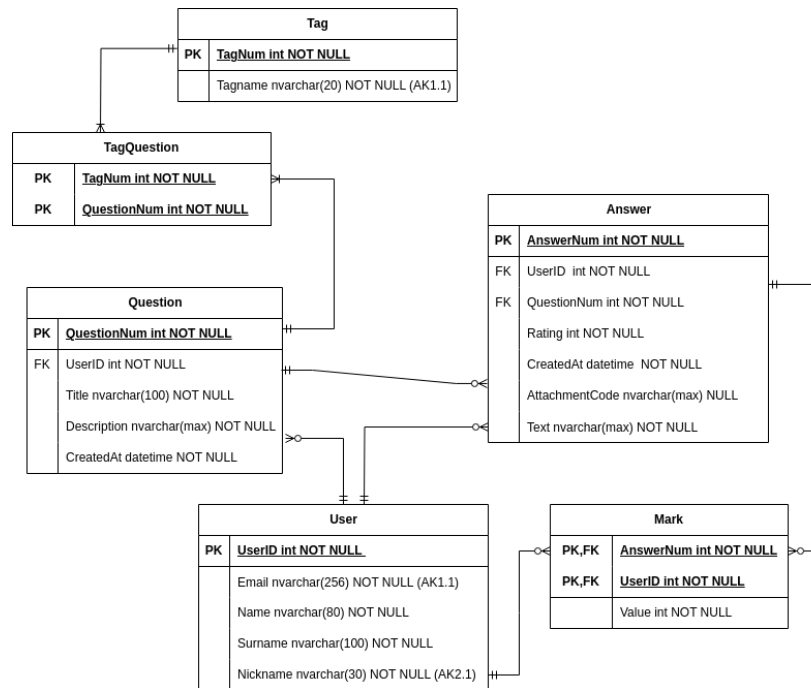 Tag
PK TagNum int NOT NULL
Tagname nvarchar(20) NOT NULL (AK1.1)
TagQuestion
PK TagNum int NOT NULL
PK QuestionNum int NOT NULL
Answer
PK AnswerNum int NOT NULL
FK UserID int NOT NULL
FK QuestionNum int NOT NULL
Rating int NOT NULL
CreatedAt datetime NOT NULL
AttachmentCode nvarchar(max) NULL
Text nvarchar(max) NOT NULL
Question
PK QuestionNum int NOT NULL
FK UserID int NOT NULL
Title nvarchar(100) NOT NULL
Description nvarchar(max) NOT NULL
CreatedAt datetime NOT NULL
User
PK UserID int NOT NULL
Email nvarchar(256) NOT NULL (AK1.1)
Name nvarchar(80) NOT NULL
Surname nvarchar(100) NOT NULL
Nickname nvarchar(30) NOT NULL (AK2.1)
Mark
PK,FK AnswerNum int NOT NULL
PK,FK UserID int NOT NULL
Value int NOT NULL